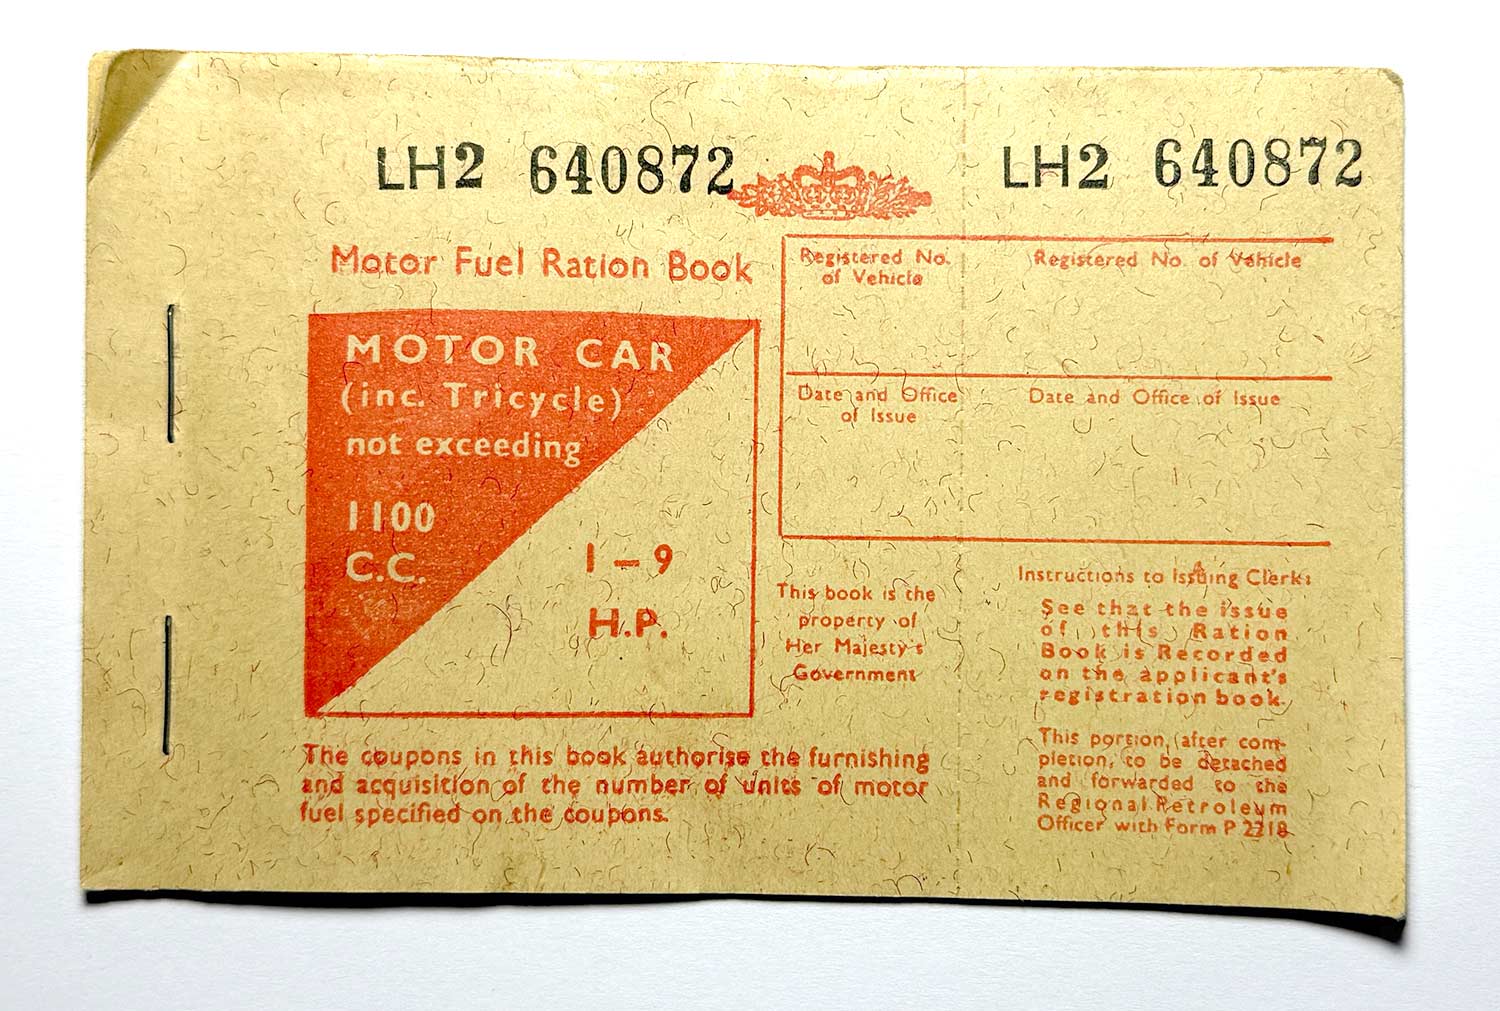 LH2 640872
LH2 640872
Motor Fuel Ration Book
MOTOR CAR
(inc. Tricycle)
not exceeding
1100
C.C.
1 – 9
H.P.
The coupons in this book authorise the furnishing
and acquisition of the number of units of motor
fuel specified on the coupons.
Registered No.
of Vehicle
Date and Office
of Issue
This book is the
property of
Her Majesty's
Government
Registered No. of Vehicle
Date and Office of Issue
Instructions to Issuing Clerk:
See that the issue
of this Ration
Book is Recorded
on the applicant's
registration book.
This portion, after com-
pletion, to be detached
and forwarded to the
Regional Petroleum
Officer with Form P 2218